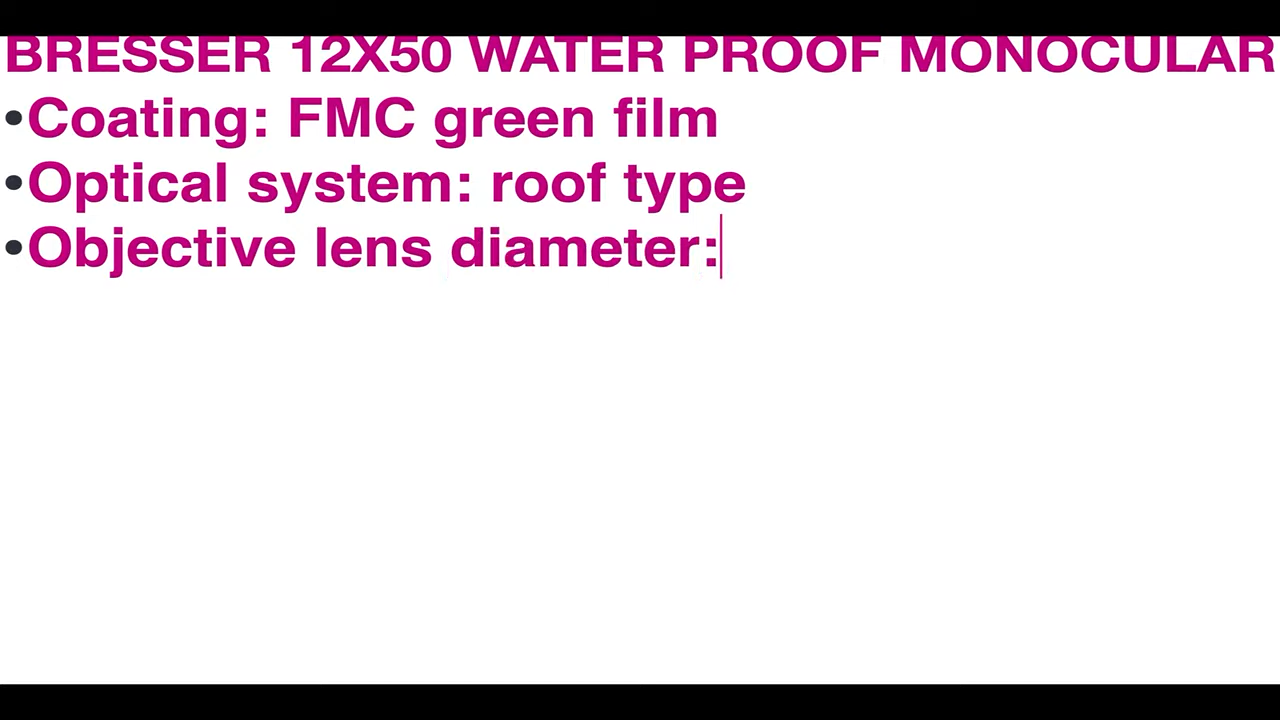 BRESSER 12X50 WATER PROOF MONOCULAR
•Coating: FMC green film
•Optical system: roof type
•Objective lens diameter: